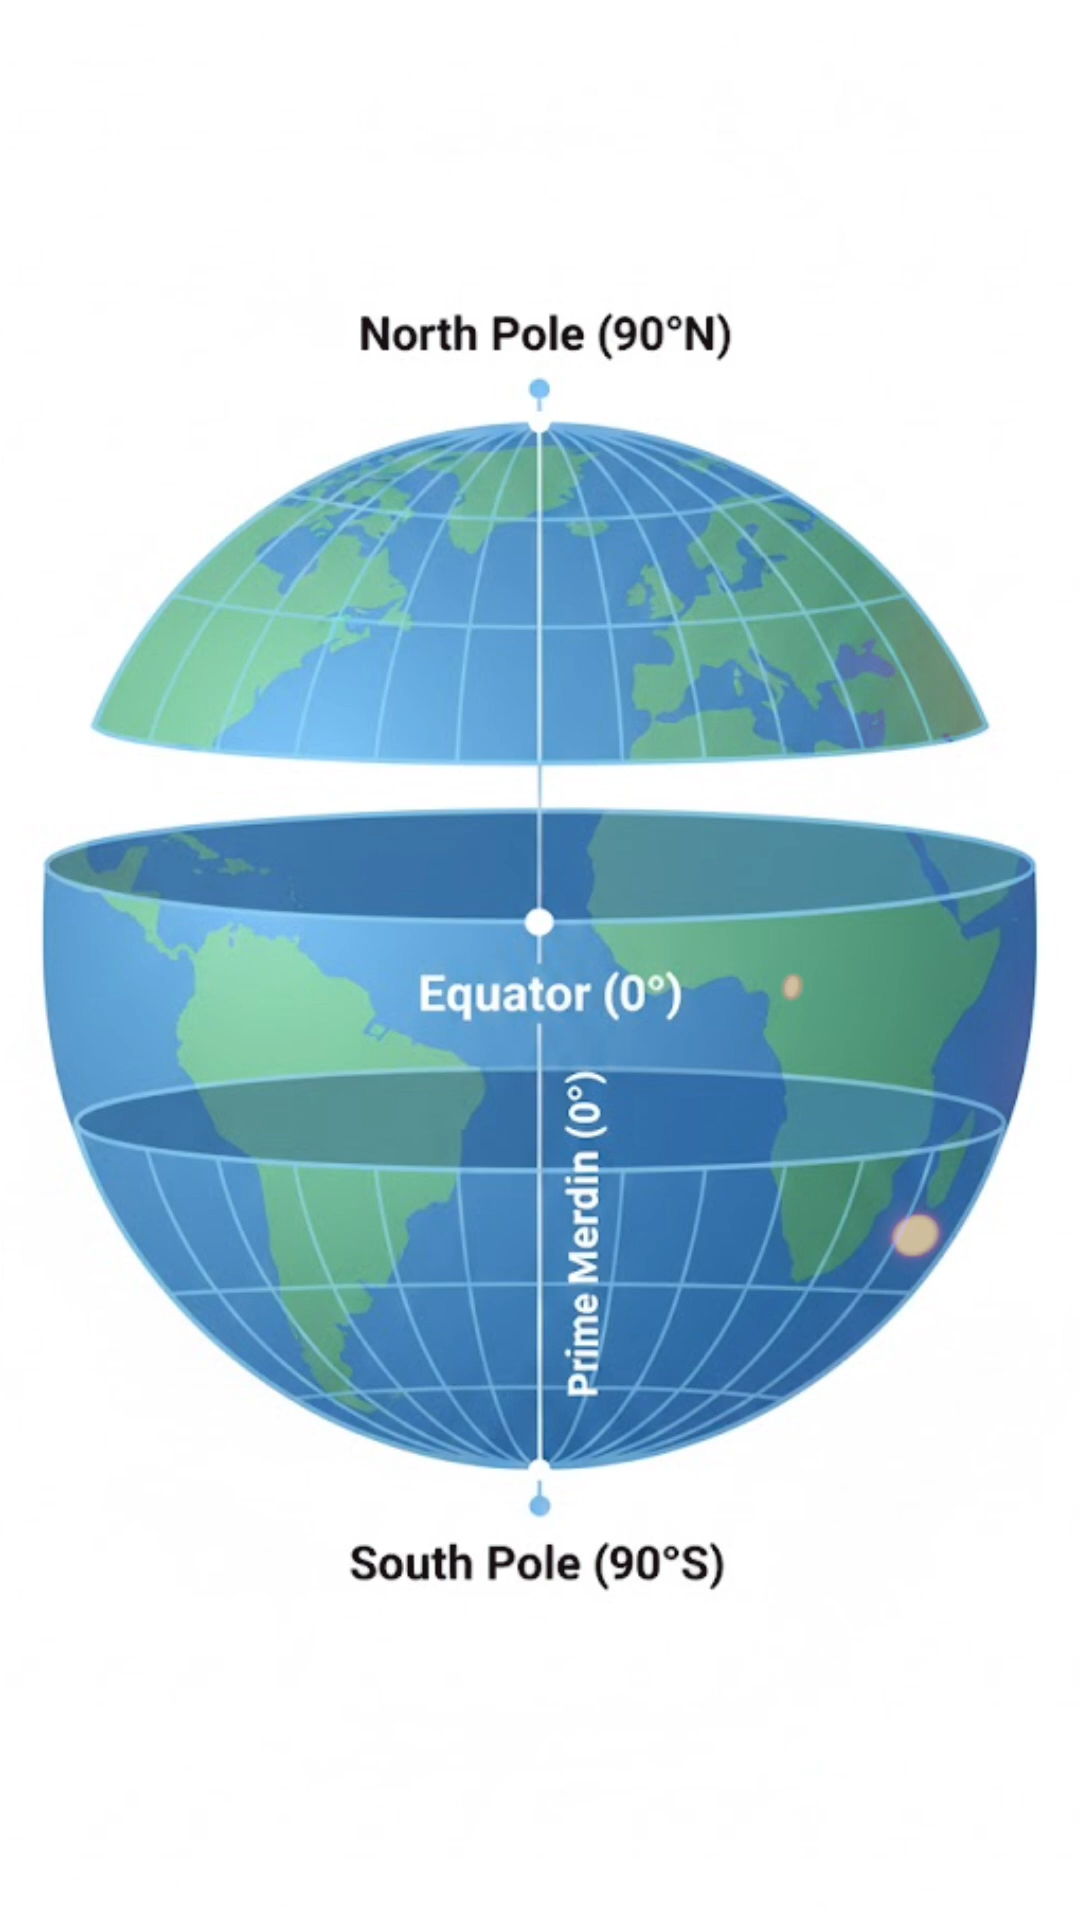 North Pole (90°N)
Equator (0°)
Prime Merdin (0°)
South Pole (90°S)